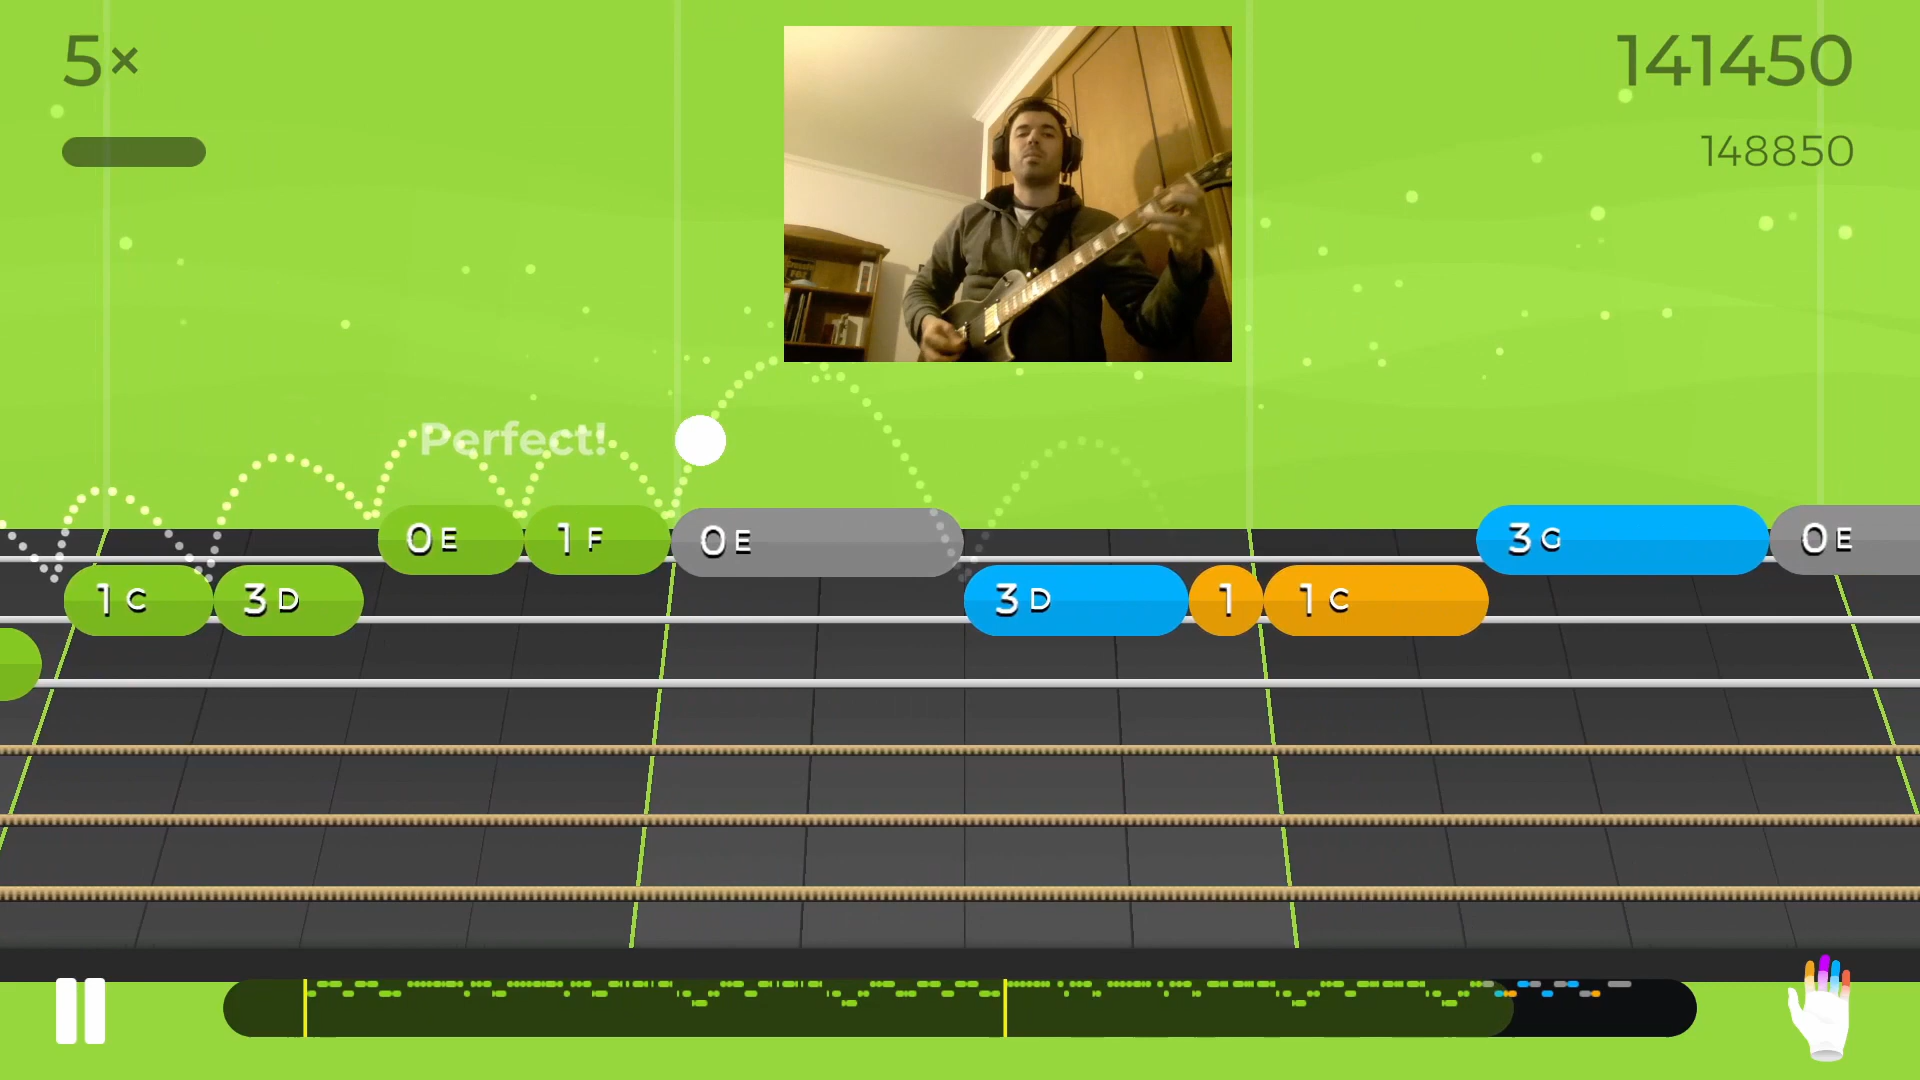 5×
141450
148850
Perfect!
0 E 1 F 0 E 3 G 0 E
1 C 3 D 3 D 1 1 C